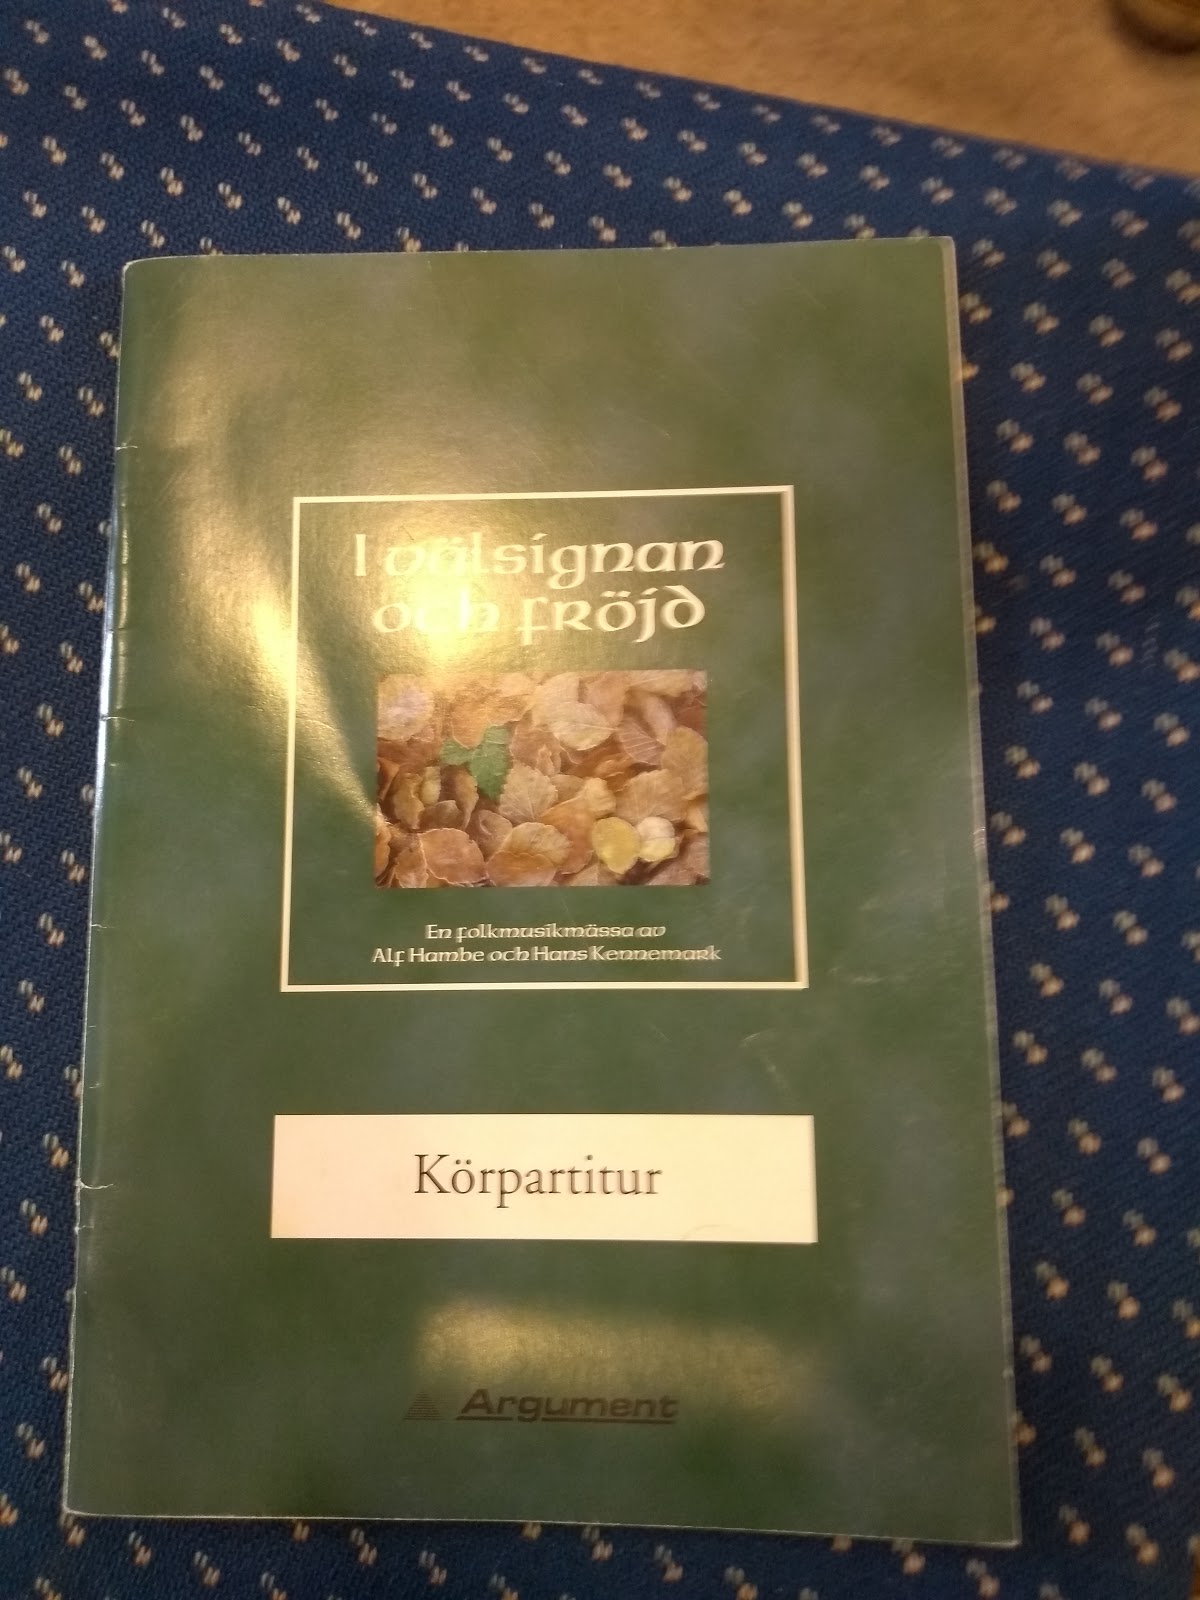 I välsignan
och fröjd
En folkmusikmässa av
Alf Hambe och Hans Kennemark
Körpartitur
Argument